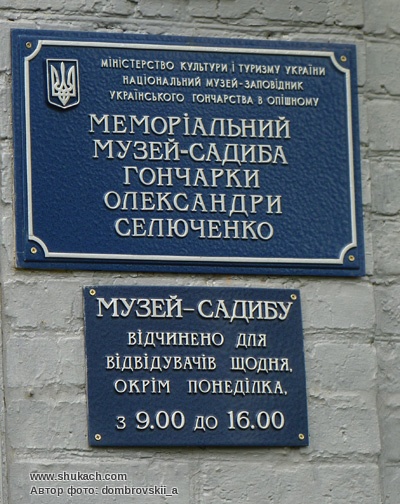 МІНІСТЕРСТВО КУЛЬТУРИ І ТУРИЗМУ УКРАЇНИ
НАЦІОНАЛЬНИЙ МУЗЕЙ-ЗАПОВІДНИК
УКРАЇНСЬКОГО ГОНЧАРСТВА В ОПІШНОМУ
МЕМОРІАЛЬНИЙ
МУЗЕЙ-САДИБА
ГОНЧАРКИ
ОЛЕКСАНДРИ
СЕЛЮЧЕНКО
МУЗЕЙ-САДИБУ
ВІДЧИНЕНО ДЛЯ
ВІДВІДУВАЧІВ ЩОДНЯ,
ОКРІМ ПОНЕДІЛКА,
З 9.00 ДО 16.00
www.shukach.com
Автор фото: dombrovskii_a